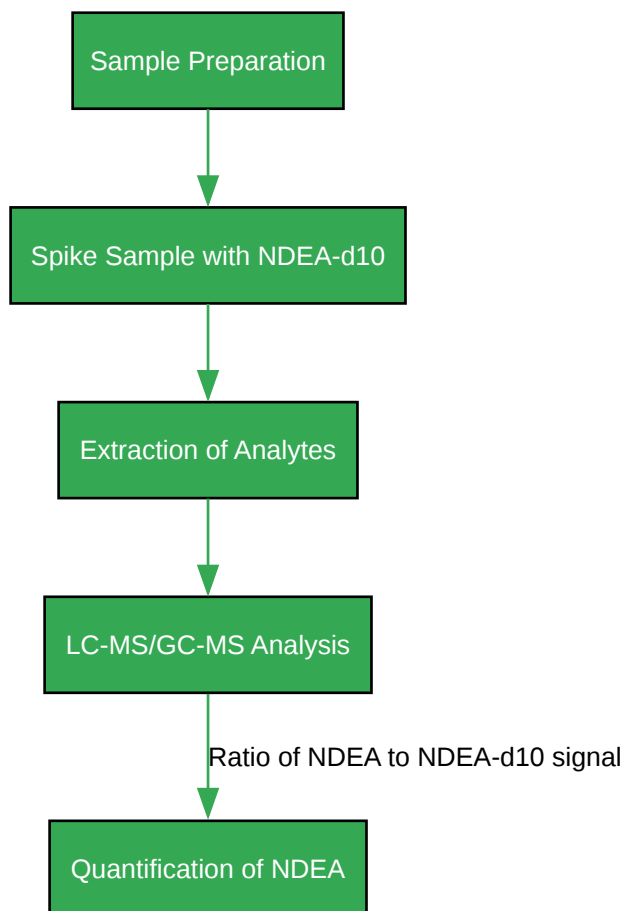 Sample Preparation
Spike Sample with NDEA-d10
Extraction of Analytes
LC-MS/GC-MS Analysis
Ratio of NDEA to NDEA-d10 signal
Quantification of NDEA